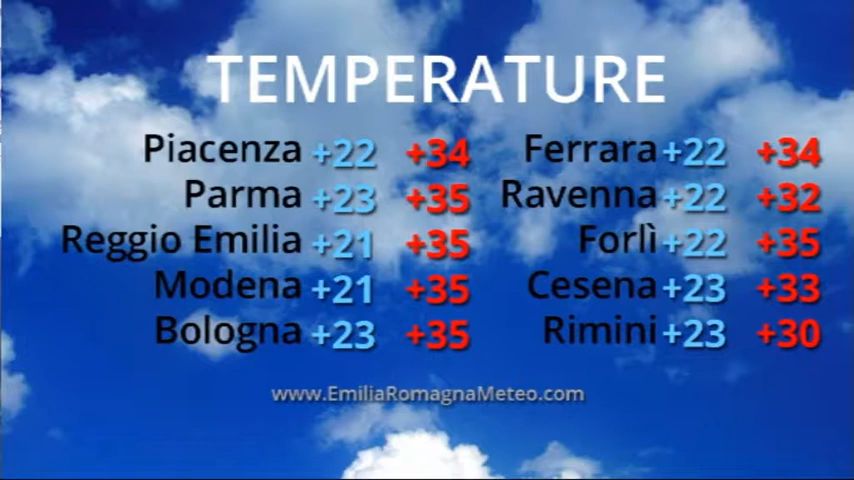 TEMPERATURE
Piacenza +22 +34 Ferrara +22 +34
Parma +23 +35 Ravenna +22 +32
Reggio Emilia +21 +35 Forlì +22 +35
Modena +21 +35 Cesena +23 +33
Bologna +23 +35 Rimini +23 +30
www.EmiliaRomagnaMeteo.com